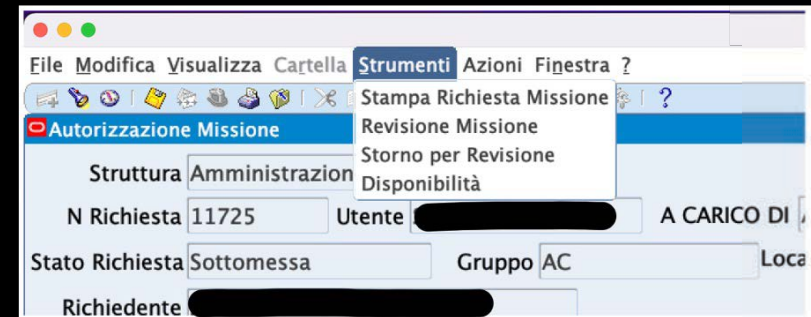 File Modifica Visualizza Cartella Strumenti Azioni Finestra ?
Stampa Richiesta Missione ?
Autorizzazione Missione Revisione Missione
Storno per Revisione
Struttura Amministrazion Disponibilità
N Richiesta 11725 Utente A CARICO DI
Stato Richiesta Sottomessa Gruppo AC Loca
Richiedente